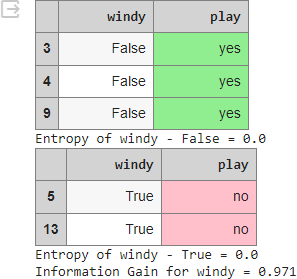 windy play
3 False yes
4 False yes
9 False yes
Entropy of windy - False = 0.0
windy play
5 True no
13 True no
Entropy of windy - True = 0.0
Information Gain for windy = 0.971